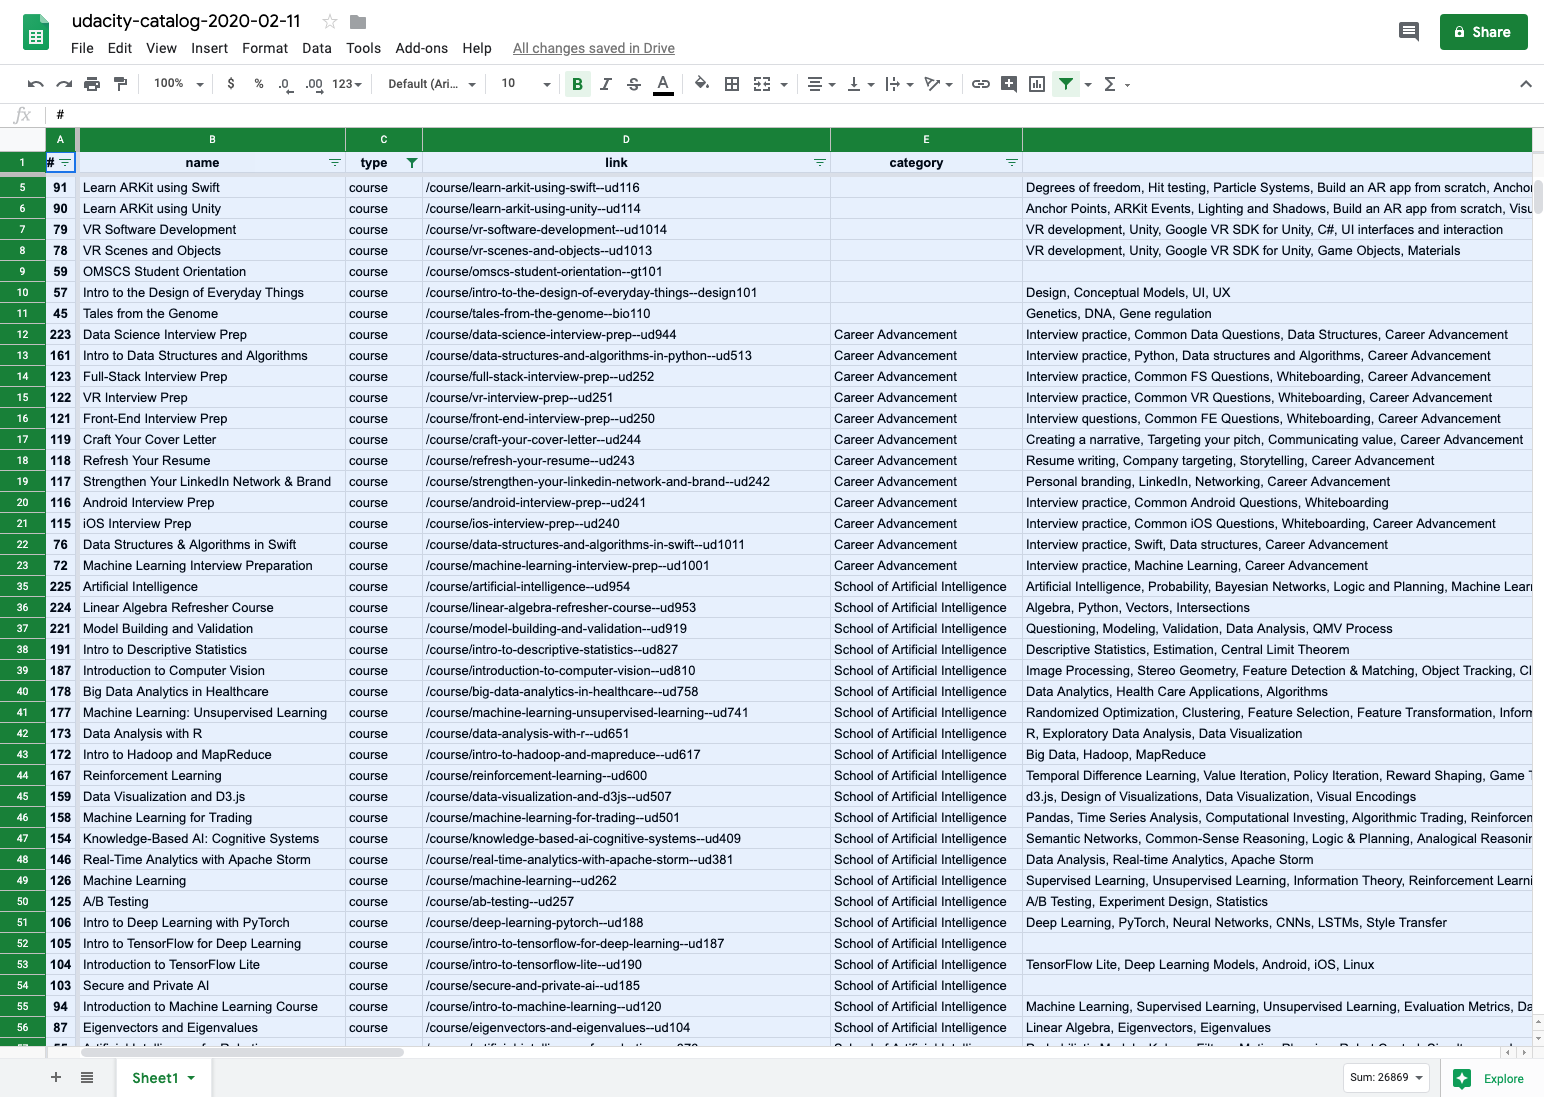 udacity-catalog-2020-02-11
Share
File Edit View Insert Format Data Tools Add-ons Help All changes saved in Drive
100% $ % .0 .00 123 Default (Ari... 10 B I S A Σ
fx #
A B C D E
1 # name type link category
5 91 Learn ARKit using Swift course /course/learn-arkit-using-swift--ud116 Degrees of freedom, Hit testing, Particle Systems, Build an AR app from scratch, Anchor
6 90 Learn ARKit using Unity course /course/learn-arkit-using-unity--ud114 Anchor Points, ARKit Events, Lighting and Shadows, Build an AR app from scratch, Visu
7 79 VR Software Development course /course/vr-software-development--ud1014 VR development, Unity, Google VR SDK for Unity, C#, UI interfaces and interaction
8 78 VR Scenes and Objects course /course/vr-scenes-and-objects--ud1013 VR development, Unity, Google VR SDK for Unity, Game Objects, Materials
9 59 OMSCS Student Orientation course /course/omscs-student-orientation--gt101
10 57 Intro to the Design of Everyday Things course /course/intro-to-the-design-of-everyday-things--design101 Design, Conceptual Models, UI, UX
11 45 Tales from the Genome course /course/tales-from-the-genome--bio110 Genetics, DNA, Gene regulation
12 223 Data Science Interview Prep course /course/data-science-interview-prep--ud944 Career Advancement Interview practice, Common Data Questions, Data Structures, Career Advancement
13 161 Intro to Data Structures and Algorithms course /course/data-structures-and-algorithms-in-python--ud513 Career Advancement Interview practice, Python, Data structures and Algorithms, Career Advancement
14 123 Full-Stack Interview Prep course /course/full-stack-interview-prep--ud252 Career Advancement Interview practice, Common FS Questions, Whiteboarding, Career Advancement
15 122 VR Interview Prep course /course/vr-interview-prep--ud251 Career Advancement Interview practice, Common VR Questions, Whiteboarding, Career Advancement
16 121 Front-End Interview Prep course /course/front-end-interview-prep--ud250 Career Advancement Interview questions, Common FE Questions, Whiteboarding, Career Advancement
17 119 Craft Your Cover Letter course /course/craft-your-cover-letter--ud244 Career Advancement Creating a narrative, Targeting your pitch, Communicating value, Career Advancement
18 118 Refresh Your Resume course /course/refresh-your-resume--ud243 Career Advancement Resume writing, Company targeting, Storytelling, Career Advancement
19 117 Strengthen Your LinkedIn Network & Brand course /course/strengthen-your-linkedin-network-and-brand--ud242 Career Advancement Personal branding, LinkedIn, Networking, Career Advancement
20 116 Android Interview Prep course /course/android-interview-prep--ud241 Career Advancement Interview practice, Common Android Questions, Whiteboarding
21 115 iOS Interview Prep course /course/ios-interview-prep--ud240 Career Advancement Interview practice, Common iOS Questions, Whiteboarding, Career Advancement
22 76 Data Structures & Algorithms in Swift course /course/data-structures-and-algorithms-in-swift--ud1011 Career Advancement Interview practice, Swift, Data structures, Career Advancement
23 72 Machine Learning Interview Preparation course /course/machine-learning-interview-prep--ud1001 Career Advancement Interview practice, Machine Learning, Career Advancement
35 225 Artificial Intelligence course /course/artificial-intelligence--ud954 School of Artificial Intelligence Artificial Intelligence, Probability, Bayesian Networks, Logic and Planning, Machine Lear
36 224 Linear Algebra Refresher Course course /course/linear-algebra-refresher-course--ud953 School of Artificial Intelligence Algebra, Python, Vectors, Intersections
37 221 Model Building and Validation course /course/model-building-and-validation--ud919 School of Artificial Intelligence Questioning, Modeling, Validation, Data Analysis, QMV Process
38 191 Intro to Descriptive Statistics course /course/intro-to-descriptive-statistics--ud827 School of Artificial Intelligence Descriptive Statistics, Estimation, Central Limit Theorem
39 187 Introduction to Computer Vision course /course/introduction-to-computer-vision--ud810 School of Artificial Intelligence Image Processing, Stereo Geometry, Feature Detection & Matching, Object Tracking, Cl
40 178 Big Data Analytics in Healthcare course /course/big-data-analytics-in-healthcare--ud758 School of Artificial Intelligence Data Analytics, Health Care Applications, Algorithms
41 177 Machine Learning: Unsupervised Learning course /course/machine-learning-unsupervised-learning--ud741 School of Artificial Intelligence Randomized Optimization, Clustering, Feature Selection, Feature Transformation, Inform
42 173 Data Analysis with R course /course/data-analysis-with-r--ud651 School of Artificial Intelligence R, Exploratory Data Analysis, Data Visualization
43 172 Intro to Hadoop and MapReduce course /course/intro-to-hadoop-and-mapreduce--ud617 School of Artificial Intelligence Big Data, Hadoop, MapReduce
44 167 Reinforcement Learning course /course/reinforcement-learning--ud600 School of Artificial Intelligence Temporal Difference Learning, Value Iteration, Policy Iteration, Reward Shaping, Game T
45 159 Data Visualization and D3.js course /course/data-visualization-and-d3js--ud507 School of Artificial Intelligence d3.js, Design of Visualizations, Data Visualization, Visual Encodings
46 158 Machine Learning for Trading course /course/machine-learning-for-trading--ud501 School of Artificial Intelligence Pandas, Time Series Analysis, Computational Investing, Algorithmic Trading, Reinforcem
47 154 Knowledge-Based AI: Cognitive Systems course /course/knowledge-based-ai-cognitive-systems--ud409 School of Artificial Intelligence Semantic Networks, Common-Sense Reasoning, Logic & Planning, Analogical Reasonin
48 146 Real-Time Analytics with Apache Storm course /course/real-time-analytics-with-apache-storm--ud381 School of Artificial Intelligence Data Analysis, Real-time Analytics, Apache Storm
49 126 Machine Learning course /course/machine-learning--ud262 School of Artificial Intelligence Supervised Learning, Unsupervised Learning, Information Theory, Reinforcement Learni
50 125 A/B Testing course /course/ab-testing--ud257 School of Artificial Intelligence A/B Testing, Experiment Design, Statistics
51 106 Intro to Deep Learning with PyTorch course /course/deep-learning-pytorch--ud188 School of Artificial Intelligence Deep Learning, PyTorch, Neural Networks, CNNs, LSTMs, Style Transfer
52 105 Intro to TensorFlow for Deep Learning course /course/intro-to-tensorflow-for-deep-learning--ud187 School of Artificial Intelligence
53 104 Introduction to TensorFlow Lite course /course/intro-to-tensorflow-lite--ud190 School of Artificial Intelligence TensorFlow Lite, Deep Learning Models, Android, iOS, Linux
54 103 Secure and Private AI course /course/secure-and-private-ai--ud185 School of Artificial Intelligence
55 94 Introduction to Machine Learning Course course /course/intro-to-machine-learning--ud120 School of Artificial Intelligence Machine Learning, Supervised Learning, Unsupervised Learning, Evaluation Metrics, Da
56 87 Eigenvectors and Eigenvalues course /course/eigenvectors-and-eigenvalues--ud104 School of Artificial Intelligence Linear Algebra, Eigenvectors, Eigenvalues
Sheet1 Sum: 26869 Explore